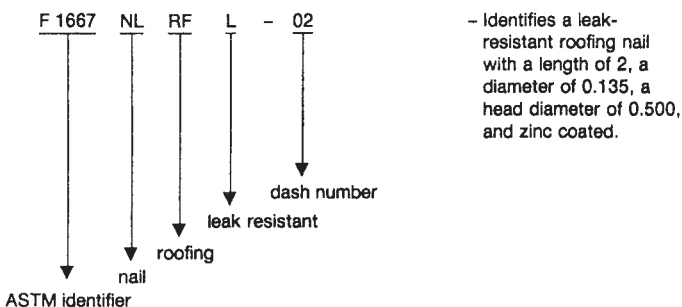 F 1667 NL RF L – 02
– Identifies a leak-
resistant roofing nail
with a length of 2, a
diameter of 0.135, a
head diameter of 0.500,
and zinc coated.
dash number
leak resistant
roofing
nail
ASTM identifier